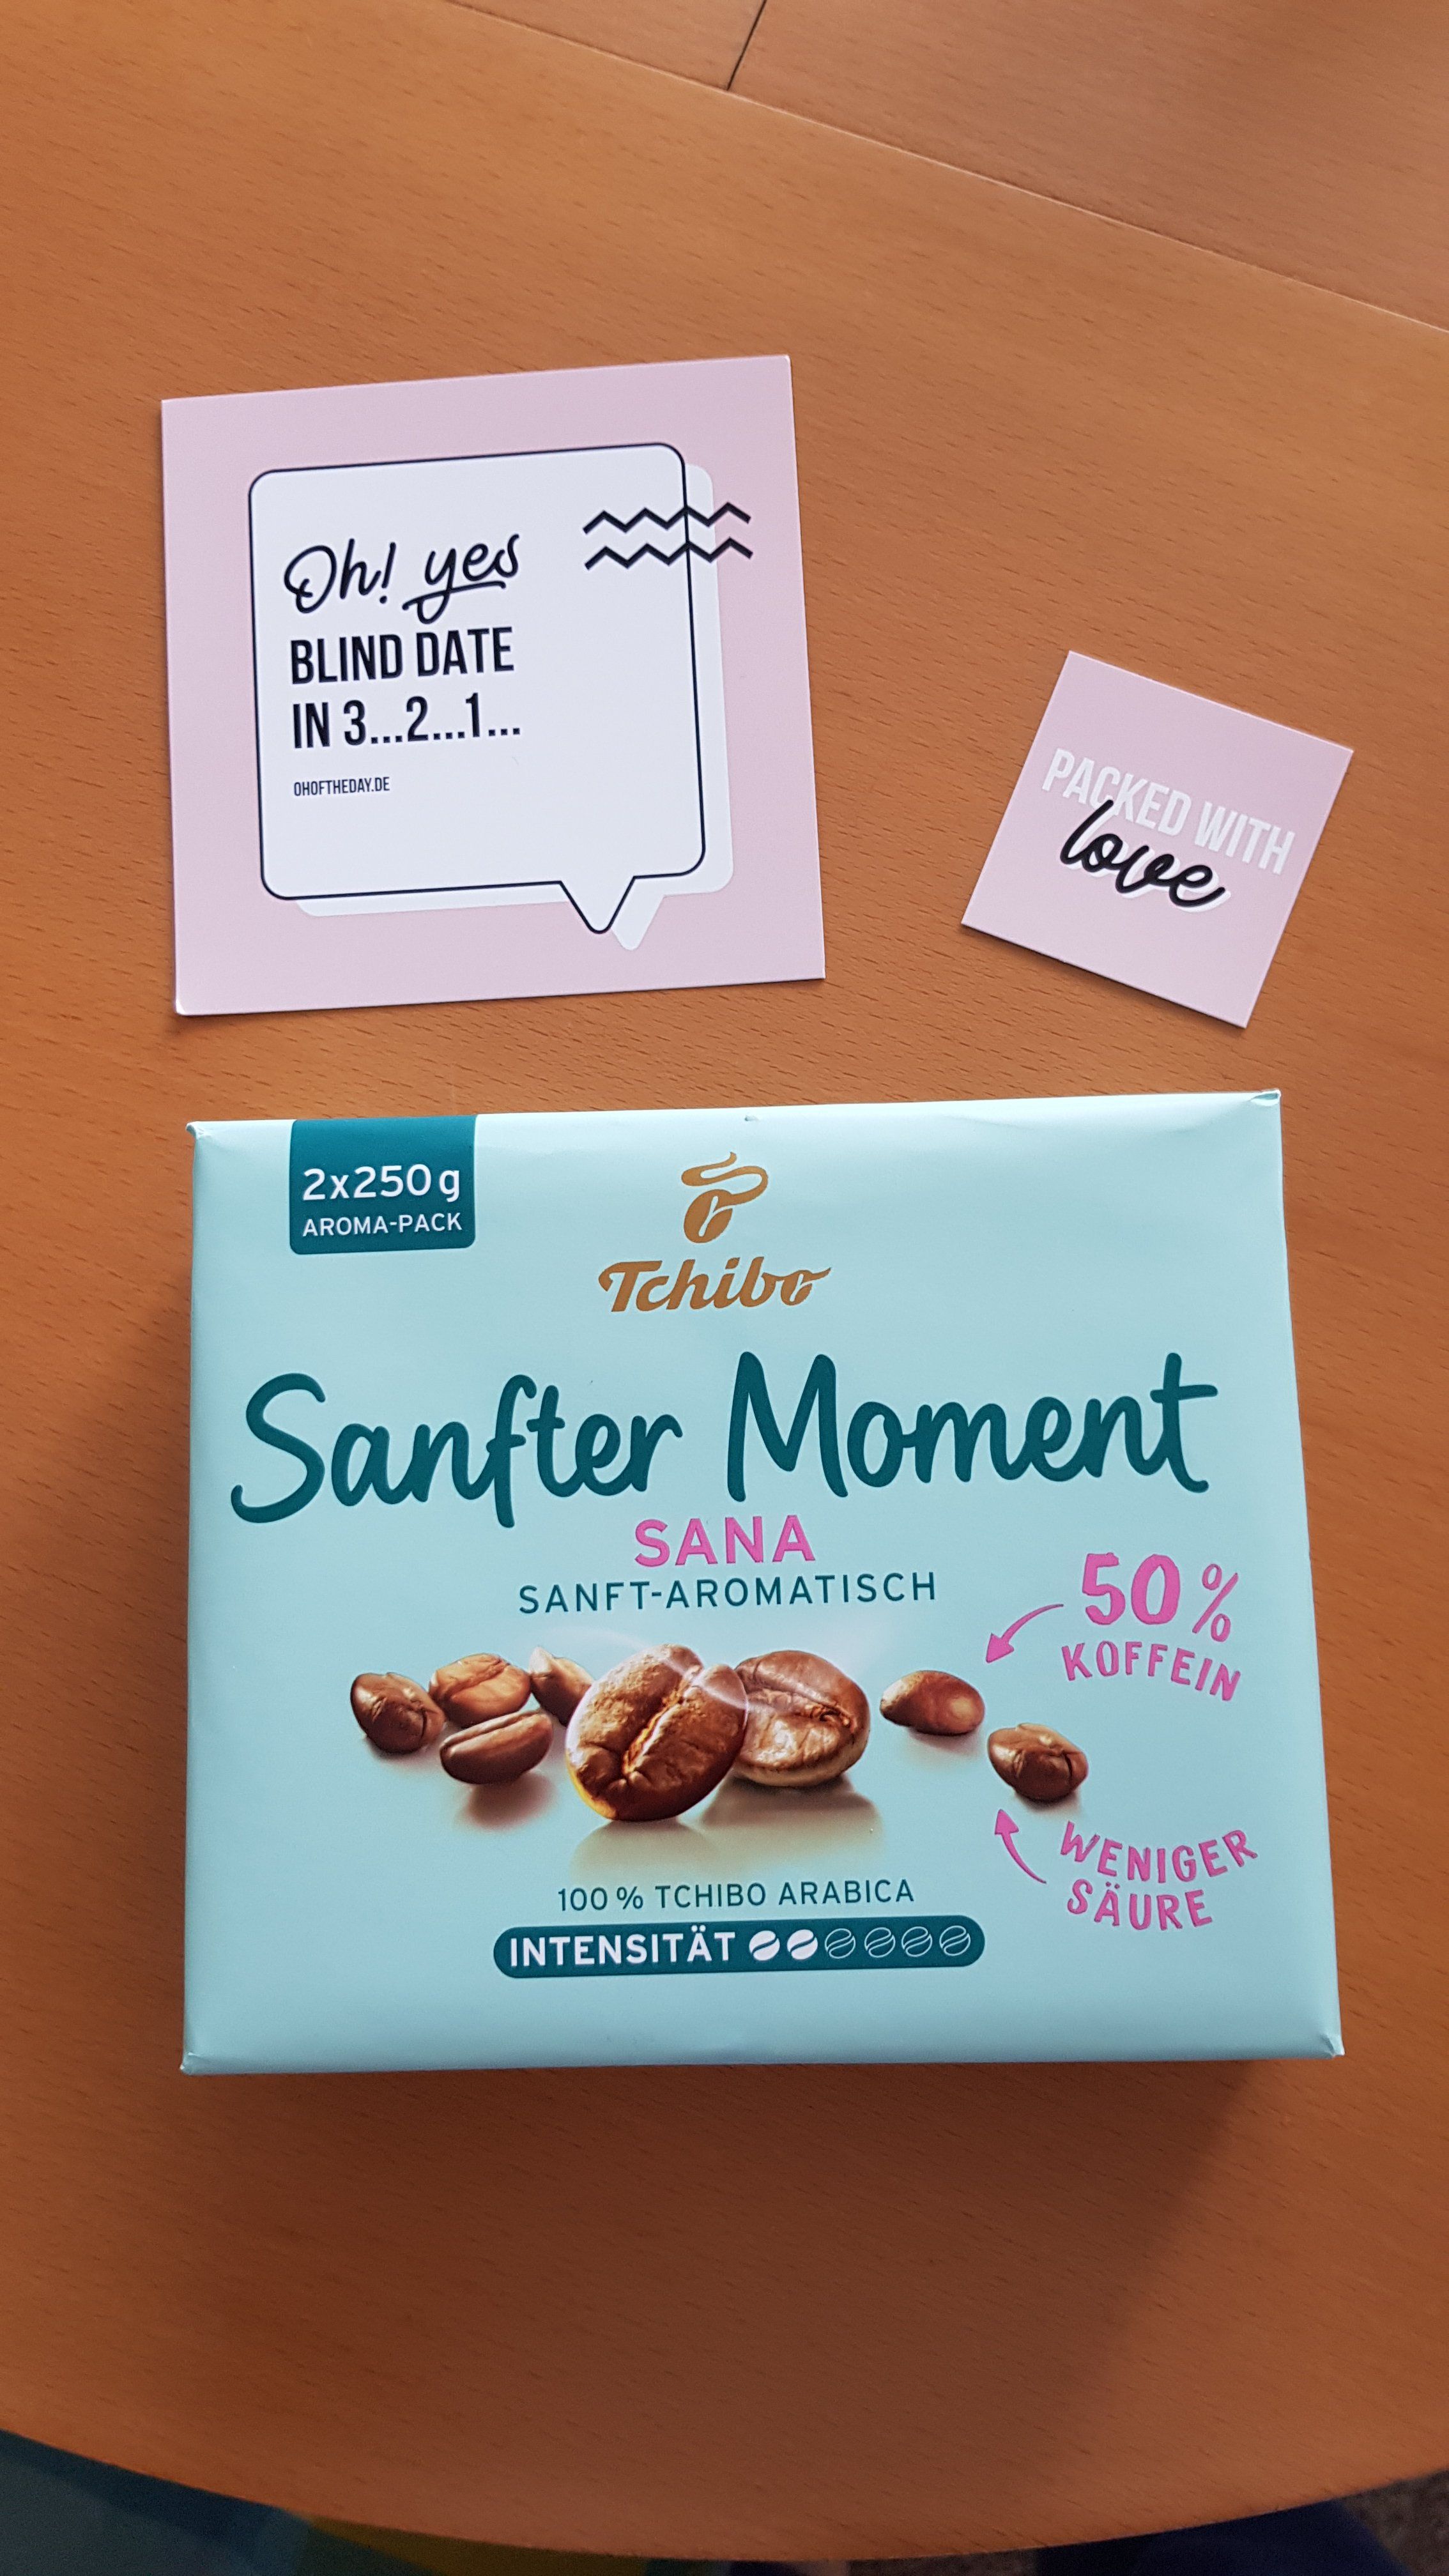 Oh! yes
BLIND DATE
IN 3...2...1...
OHOFTHEDAY.DE
PACKED WITH
love
2x250g
AROMA-PACK
Tchibo
Sanfter Moment
SANA
SANFT-AROMATISCH
50%
KOFFEIN
WENIGER
SÄURE
100% TCHIBO ARABICA
INTENSITÄT